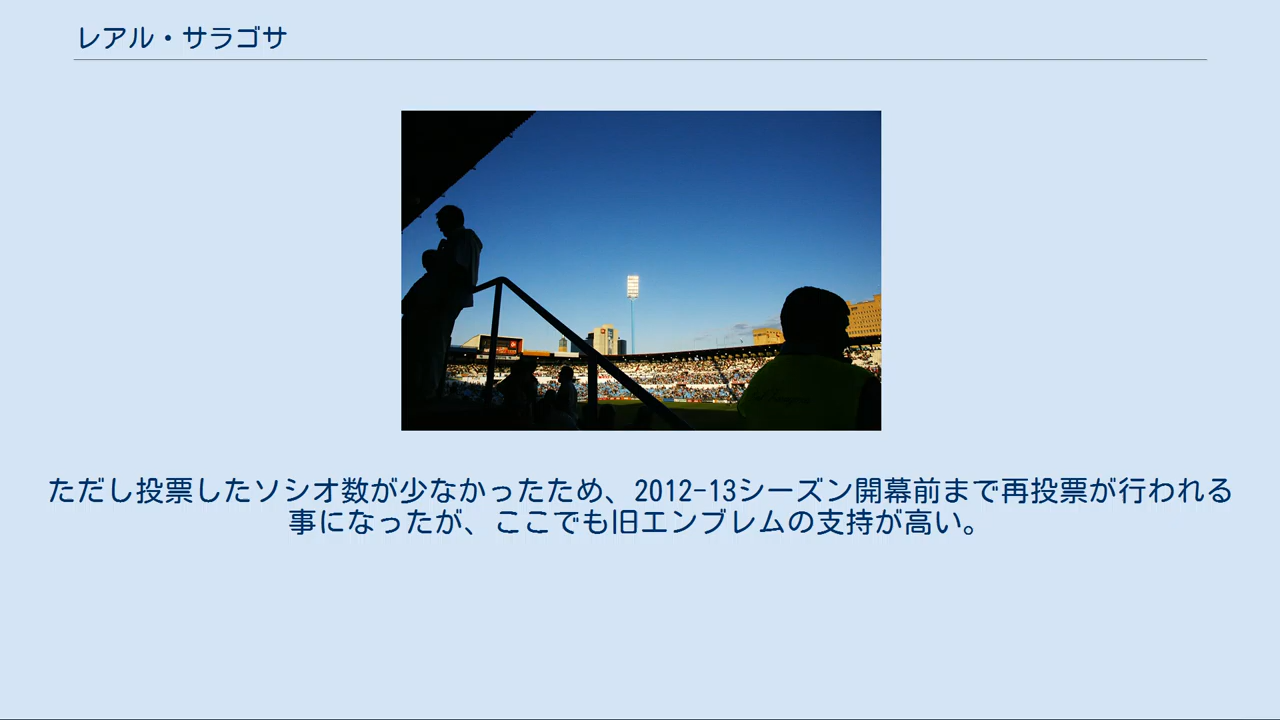 レアル・サラゴサ
ただし投票したソシオ数が少なかったため、2012-13シーズン開幕前まで再投票が行われる
事になったが、ここでも旧エンブレムの支持が高い。